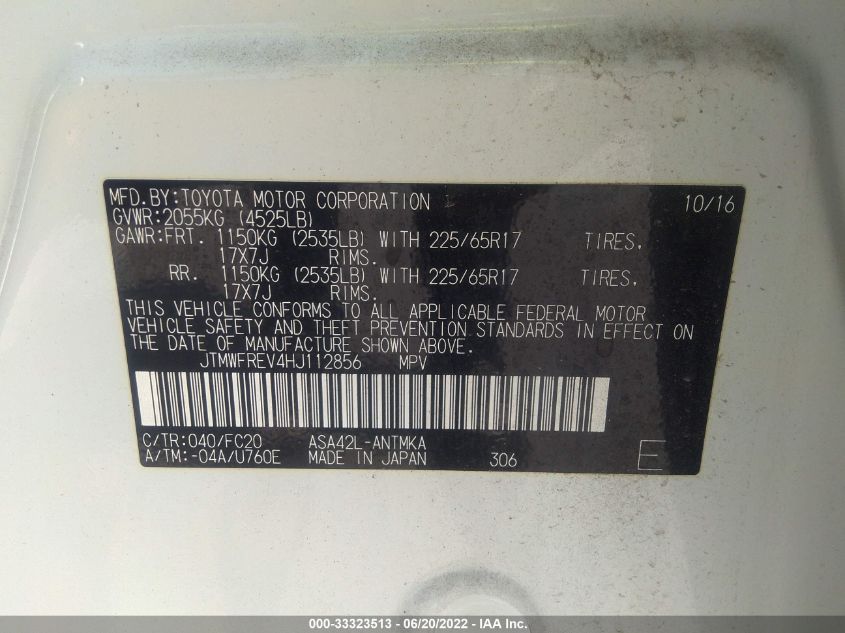 MFD.BY:TOYOTA MOTOR CORPORATION 10/16
GVWR:2055KG (4525LB)
GAWR:FRT. 1150KG (2535LB) WITH 225/65R17 TIRES,
17X7J RIMS.
RR. 1150KG (2535LB) WITH 225/65R17 TIRES,
17X7J RIMS.
THIS VEHICLE CONFORMS TO ALL APPLICABLE FEDERAL MOTOR
VEHICLE SAFETY AND THEFT PREVENTION STANDARDS IN EFFECT ON
THE DATE OF MANUFACTURE SHOWN ABOVE.
JTMWFREV4HJ112856 MPV
C/TR:040/FC20 ASA42L-ANTMKA
A/TM:-04A/U760E MADE IN JAPAN 306 E
000-33323513 - 06/20/2022 - IAA Inc.